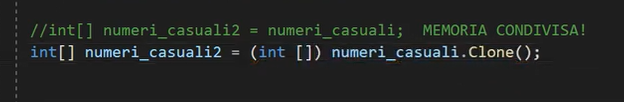 //int[] numeri_casuali2 = numeri_casuali;  MEMORIA CONDIVISA!
int[] numeri_casuali2 = (int []) numeri_casuali.Clone();